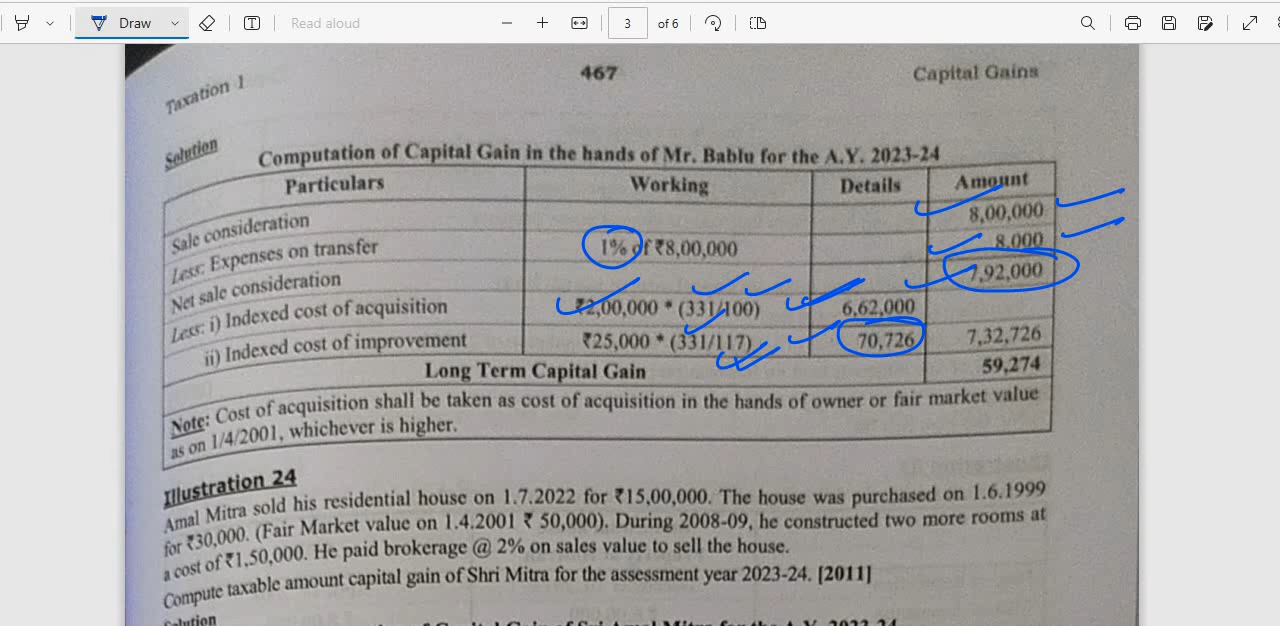 Draw
Read aloud
3
of 6
Taxation 1
467
Capital Gains
Solution
Computation of Capital Gain in the hands of Mr. Bablu for the A.Y. 2023-24
Particulars Working Details Amount
Sale consideration 8,00,000
Less: Expenses on transfer 1% of ₹8,00,000 8,000
Net sale consideration 7,92,000
Less: i) Indexed cost of acquisition ₹2,00,000 * (331/100) 6,62,000
ii) Indexed cost of improvement ₹25,000 * (331/117) 70,726 7,32,726
Long Term Capital Gain 59,274
Note: Cost of acquisition shall be taken as cost of acquisition in the hands of owner or fair market value
as on 1/4/2001, whichever is higher.
Illustration 24
Amal Mitra sold his residential house on 1.7.2022 for ₹15,00,000. The house was purchased on 1.6.1999
for ₹30,000. (Fair Market value on 1.4.2001 ₹ 50,000). During 2008-09, he constructed two more rooms at
a cost of ₹1,50,000. He paid brokerage @ 2% on sales value to sell the house.
Compute taxable amount capital gain of Shri Mitra for the assessment year 2023-24. [2011]
Solution